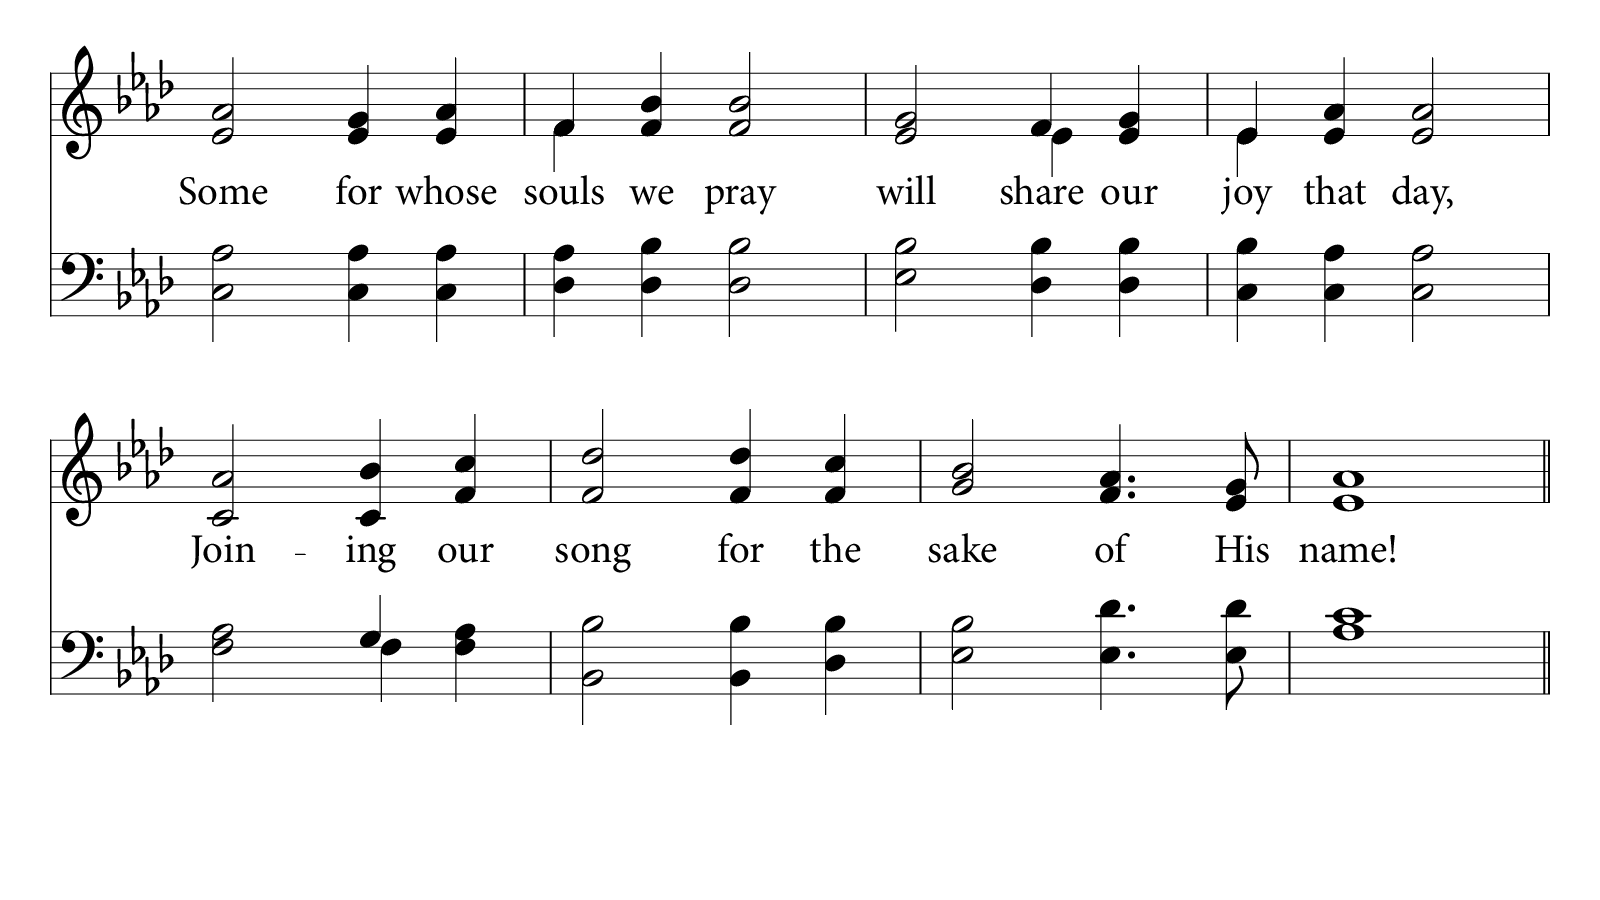 Some for whose souls we pray will share our joy that day,
Join - ing our song for the sake of His name!